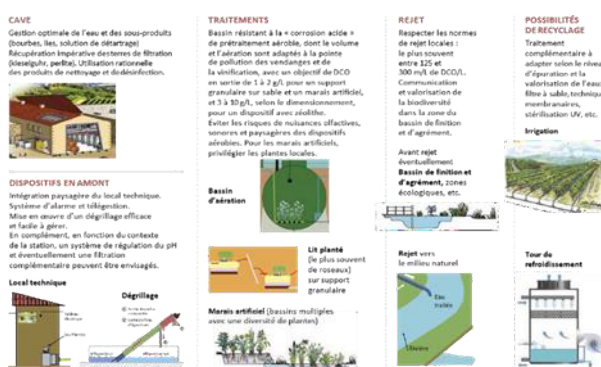 CAVE
Gestion optimale de l'eau et des sous-produits
(bourbes, lies, solution de détartrage)
Récupération impérative des terres de filtration
(kieselguhr, perlite). Utilisation rationnelle
des produits de nettoyage et de désinfection.
DISPOSITIFS EN AMONT
Intégration paysagère du local technique.
Système d'alarme et télégestion.
Mise en œuvre d'un dégrillage efficace
et facile à gérer.
En complément, en fonction du contexte
de la station, un système de régulation du pH
et éventuellement une filtration
complémentaire peuvent être envisagés.
Local technique
Dégrillage
TRAITEMENTS
Bassin résistant à la « corrosion acide »
de prétraitement aérobie, dont le volume
et l'aération sont adaptés à la pointe
de pollution des vendanges et de
la vinification, avec un objectif de DCO
en sortie de 1 à 2 g/L pour un support
granulaire sur sable et un marais artificiel,
et 3 à 10 g/L, selon le dimensionnement,
pour un dispositif avec zéolithe.
Eviter les risques de nuisances olfactives,
sonores et paysagères des dispositifs
aérobies. Pour les marais artificiels,
privilégier les plantes locales.
Bassin
d'aération
Lit planté
(le plus souvent
de roseaux)
sur support
granulaire
Marais artificiel (bassins multiples
avec une diversité de plantes)
REJET
Respecter les normes
de rejet locales :
le plus souvent
entre 125 et
300 m/L de DCO/L.
Communication
et valorisation de
la biodiversité
dans la zone du
bassin de finition
et d'agrément.
Avant rejet
éventuellement
Bassin de finition et
d'agrément, zones
écologiques, etc.
Rejet vers
le milieu naturel
Eau
traitée
POSSIBILITÉS
DE RECYCLAGE
Traitement
complémentaire à
adapter selon le nivea
d'épuration et la
valorisation de l'eau:
filtre à sable, technique
membranaires,
stérilisation UV, etc.
Irrigation
Tour de
refroidissement